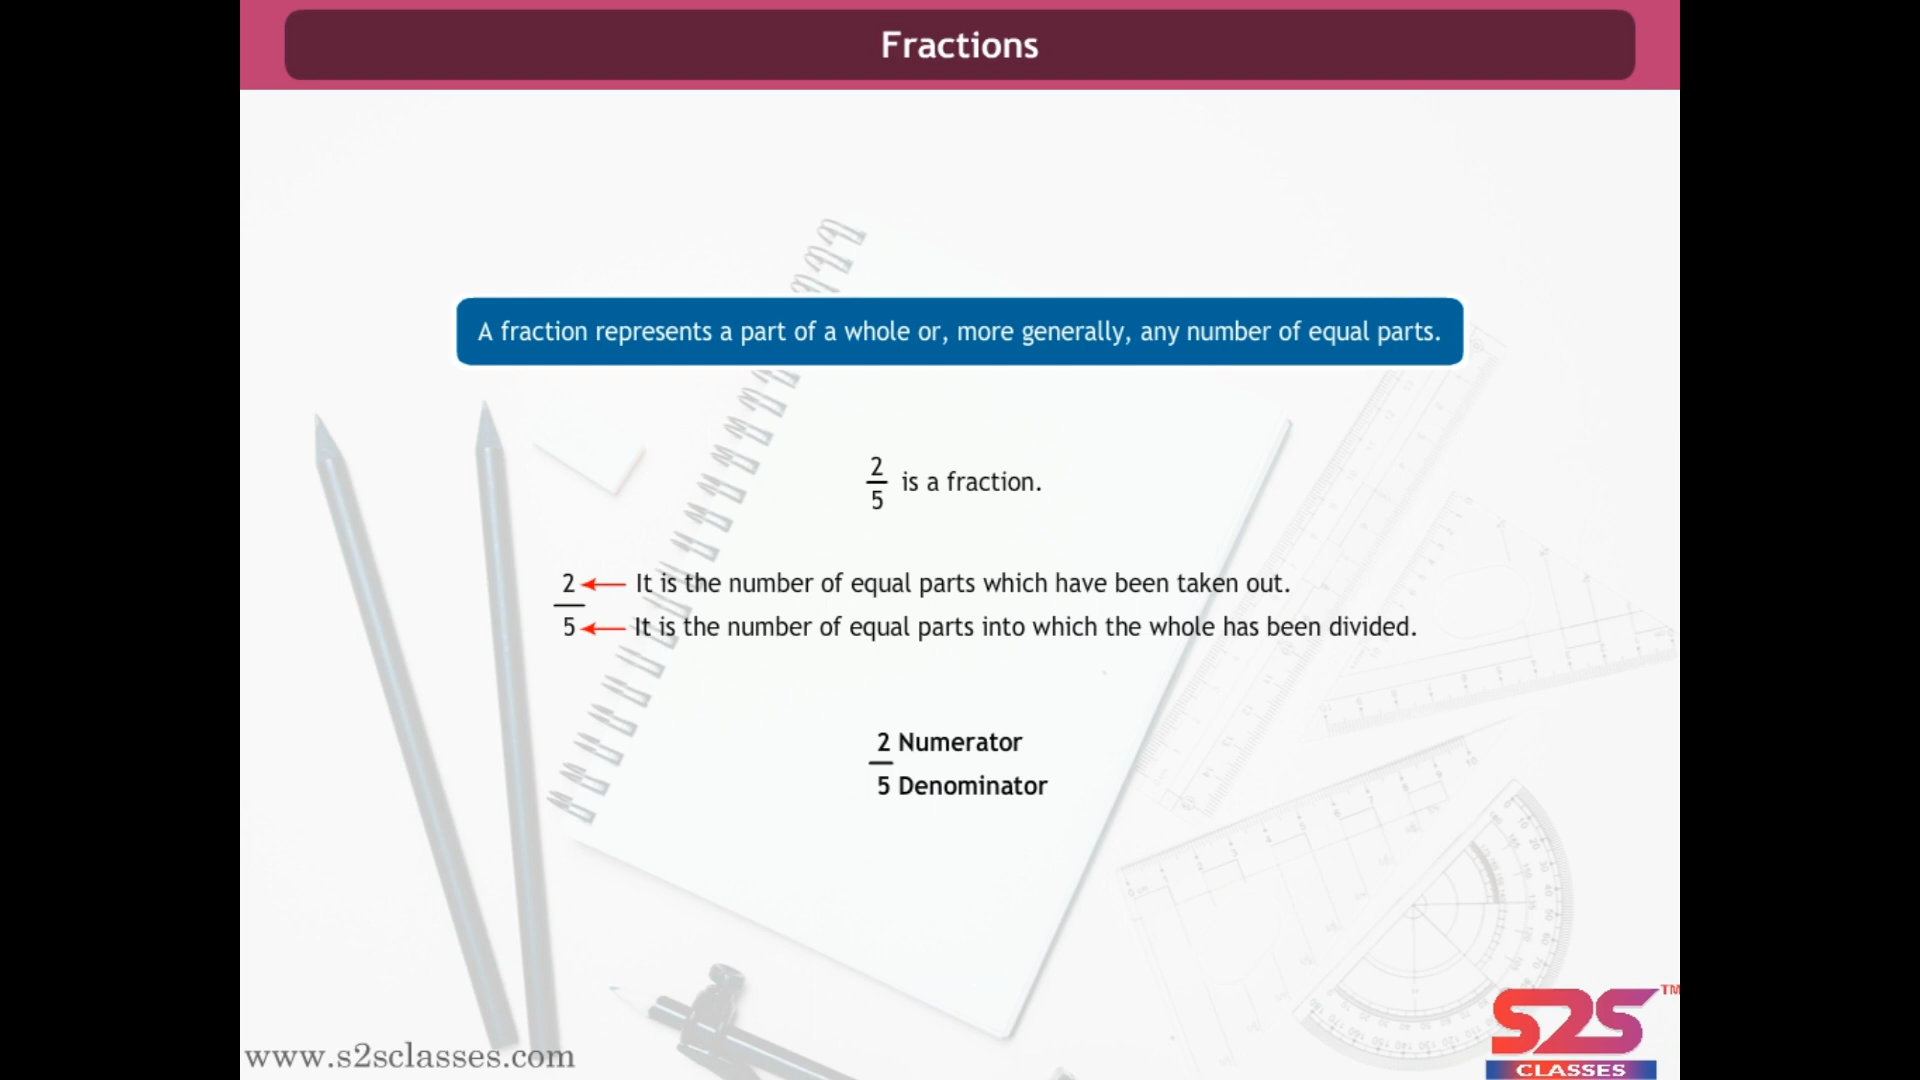 Fractions
A fraction represents a part of a whole or, more generally, any number of equal parts.
2
5 is a fraction.
2 It is the number of equal parts which have been taken out.
5 It is the number of equal parts into which the whole has been divided.
2 Numerator
5 Denominator
www.s2sclasses.com
S2S TM
CLASSES